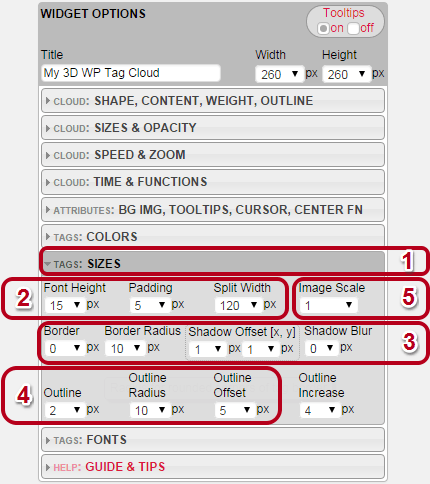 WIDGET OPTIONS
Tooltips
on off
Title Width Height
My 3D WP Tag Cloud 260 px 260 px
CLOUD: SHAPE, CONTENT, WEIGHT, OUTLINE
CLOUD: SIZES & OPACITY
CLOUD: SPEED & ZOOM
CLOUD: TIME & FUNCTIONS
ATTRIBUTES: BG IMG, TOOLTIPS, CURSOR, CENTER FN
TAGS: COLORS
TAGS: SIZES 1
2 Font Height Padding Split Width Image Scale 5
15 px 5 px 120 px 1
Border Border Radius Shadow Offset [x, y] Shadow Blur 3
0 px 10 px 1 px 1 px 0 px
4 Outline Outline Radius Outline Offset Outline Increase
2 px 10 px 5 px 4 px
TAGS: FONTS
HELP: GUIDE & TIPS